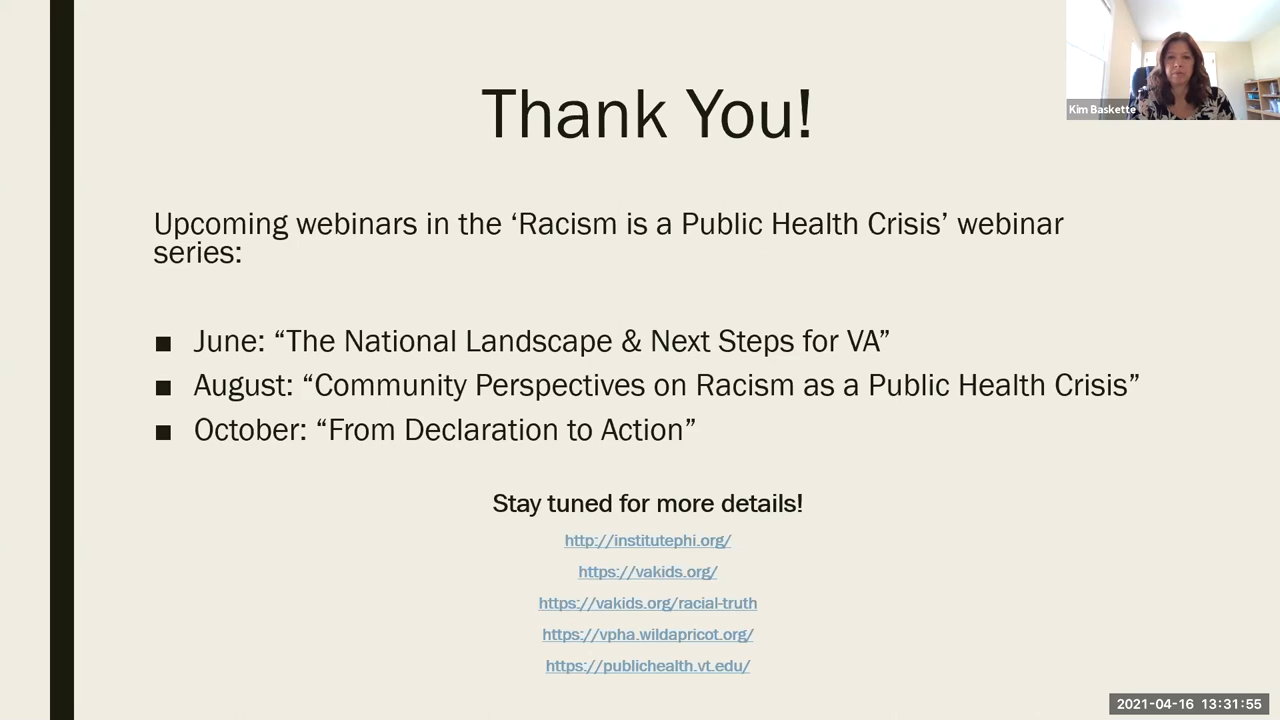 Thank You!
Kim Baskette
Upcoming webinars in the ‘Racism is a Public Health Crisis’ webinar
series:
■ June: “The National Landscape & Next Steps for VA”
■ August: “Community Perspectives on Racism as a Public Health Crisis”
■ October: “From Declaration to Action”
Stay tuned for more details!
http://institutephi.org/
https://vakids.org/
https://vakids.org/racial-truth
https://vpha.wildapricot.org/
https://publichealth.vt.edu/
2021-04-16 13:31:55